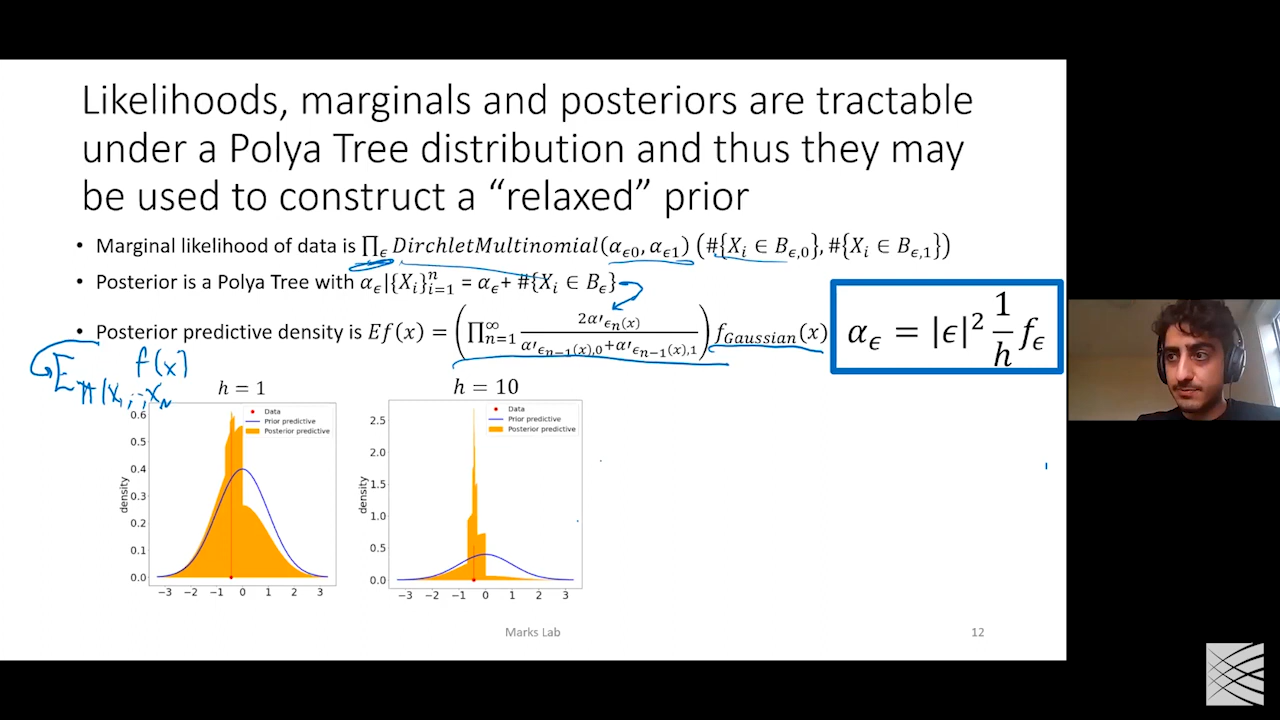 Likelihoods, marginals and posteriors are tractable
under a Polya Tree distribution and thus they may
be used to construct a “relaxed” prior
• Marginal likelihood of data is ∏_ϵ DirchletMultinomial(α_ϵ0, α_ϵ1) (#{X_i ∈ B_ϵ,0}, #{X_i ∈ B_ϵ,1})
• Posterior is a Polya Tree with α_ϵ|{X_i}_{i=1}^n = α_ϵ + #{X_i ∈ B_ϵ}
• Posterior predictive density is Ef(x) = (∏_{n=1}^∞ 2α′_{ϵ_n(x)} / (α′_{ϵ_{n−1}(x),0} + α′_{ϵ_{n−1}(x),1})) f_Gaussian(x)
α_ϵ = |ϵ|² 1/h f_ϵ
E_{π|X_1,...,X_N} f(x)
h = 1
Data
Prior predictive
Posterior predictive
density
0.6
0.5
0.4
0.3
0.2
0.1
0.0
−3 −2 −1 0 1 2 3
h = 10
Data
Prior predictive
Posterior predictive
density
2.5
2.0
1.5
1.0
0.5
0.0
−3 −2 −1 0 1 2 3
Marks Lab
12